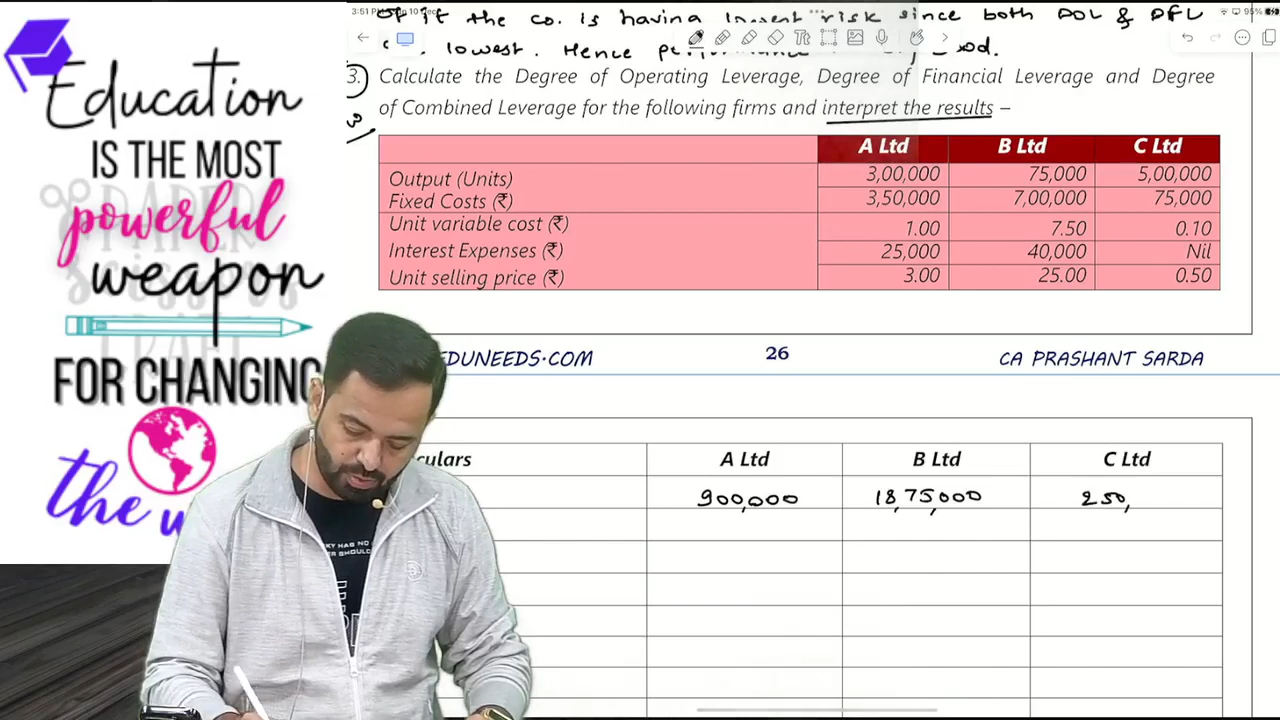 3:51 PM
95%
of it the co. is having lowest risk since both DOL & DFL
lowest. Hence
3. Calculate the Degree of Operating Leverage, Degree of Financial Leverage and Degree
of Combined Leverage for the following firms and interpret the results –
A Ltd B Ltd C Ltd
Output (Units) 3,00,000 75,000 5,00,000
Fixed Costs (₹) 3,50,000 7,00,000 75,000
Unit variable cost (₹) 1.00 7.50 0.10
Interest Expenses (₹) 25,000 40,000 Nil
Unit selling price (₹) 3.00 25.00 0.50
EDUNEEDS.COM 26 CA PRASHANT SARDA
culars A Ltd B Ltd C Ltd
900,000 18,75,000 250,
Education
IS THE MOST
powerful
weapon
FOR CHANGING
the w